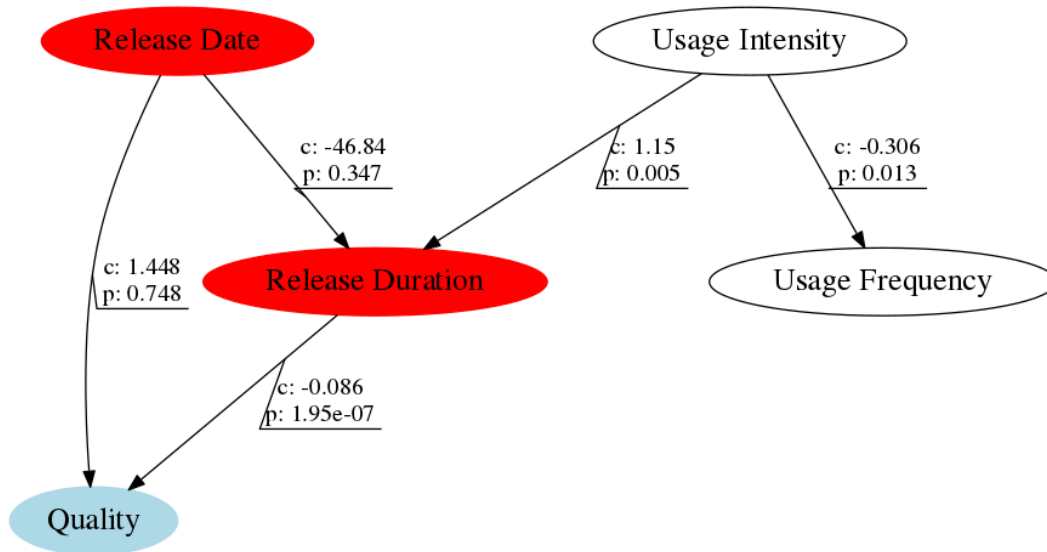 Release Date
Usage Intensity
c: -46.84
p: 0.347
c: 1.15
p: 0.005
c: -0.306
p: 0.013
c: 1.448
p: 0.748
Release Duration
Usage Frequency
c: -0.086
p: 1.95e-07
Quality